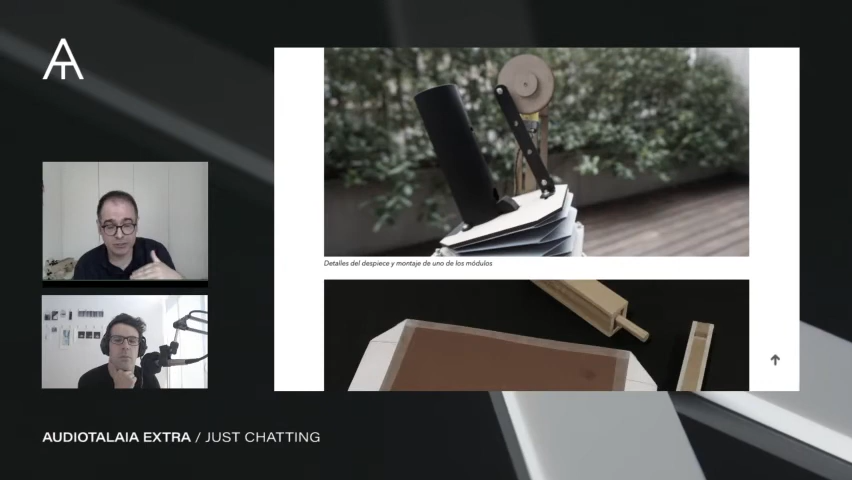 AT
Detalles del despiece y montaje de uno de los módulos
AUDIOTALAIA EXTRA / JUST CHATTING